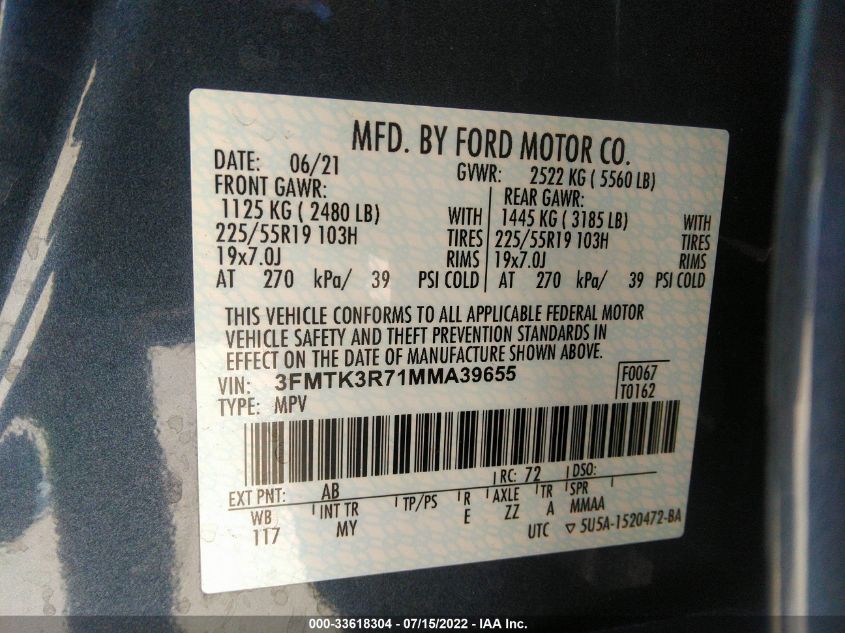 MFD. BY FORD MOTOR CO.
DATE: 06/21 GVWR: 2522 KG ( 5560 LB)
FRONT GAWR: REAR GAWR:
1125 KG ( 2480 LB) WITH 1445 KG ( 3185 LB) WITH
225/55R19 103H TIRES 225/55R19 103H TIRES
19x7.0J RIMS 19x7.0J RIMS
AT 270 kPa/ 39 PSI COLD AT 270 kPa/ 39 PSI COLD
THIS VEHICLE CONFORMS TO ALL APPLICABLE FEDERAL MOTOR
VEHICLE SAFETY AND THEFT PREVENTION STANDARDS IN
EFFECT ON THE DATE OF MANUFACTURE SHOWN ABOVE.
VIN: 3FMTK3R71MMA39655 F0067
TYPE: MPV T0162
RC: 72 DSO:
EXT PNT: AB
WB INT TR TP/PS R AXLE TR SPR
117 MY E ZZ A MMAA
UTC ▽ 5U5A-1520472-BA
000-33618304 - 07/15/2022 - IAA Inc.